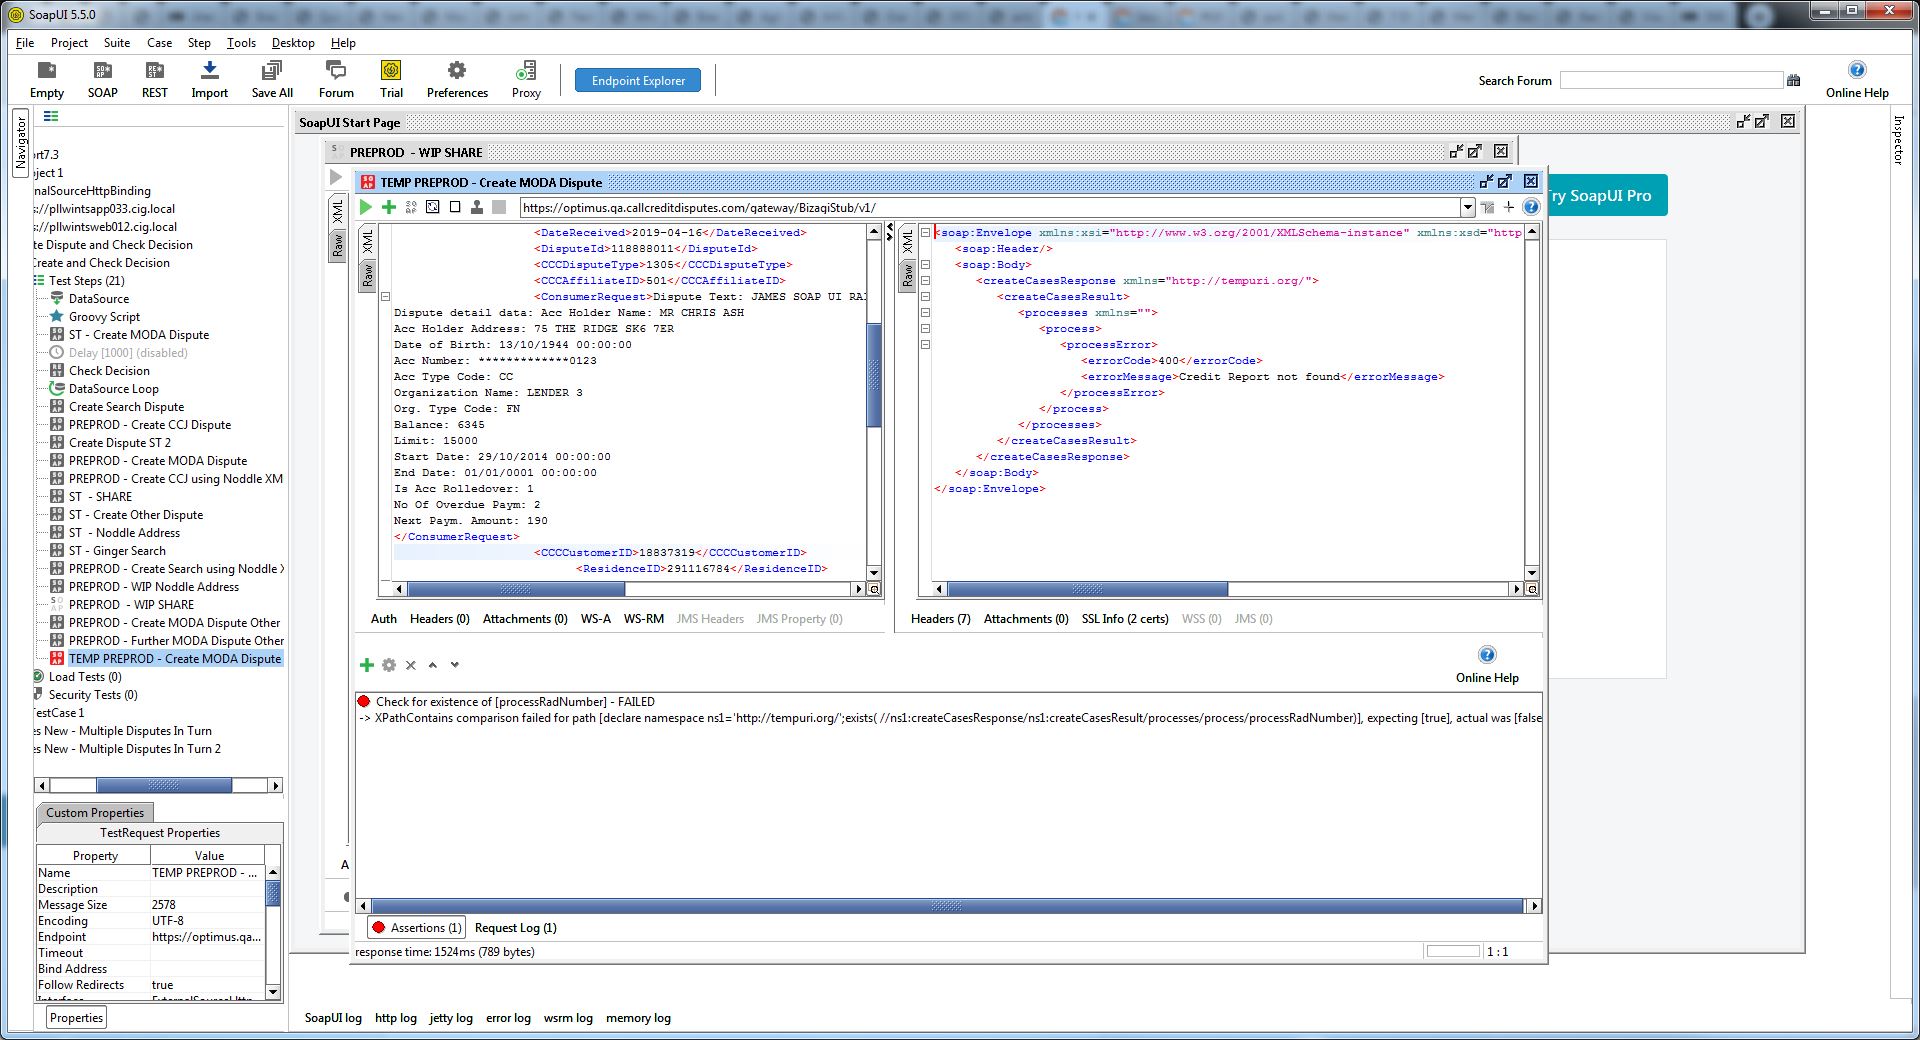 SoapUI 5.5.0
File Project Suite Case Step Tools Desktop Help
Empty SOAP REST Import Save All Forum Trial Preferences Proxy Endpoint Explorer Search Forum Online Help
Navigator
ort7.3
oject 1
nalSourceHttpBinding
s://pllwintsapp033.cig.local
s://pllwintsweb012.cig.local
te Dispute and Check Decision
Create and Check Decision
Test Steps (21)
DataSource
Groovy Script
ST - Create MODA Dispute
Delay [1000] (disabled)
Check Decision
DataSource Loop
Create Search Dispute
PREPROD - Create CCJ Dispute
Create Dispute ST 2
PREPROD - Create MODA Dispute
PREPROD - Create CCJ using Noddle XM
ST - SHARE
ST - Create Other Dispute
ST - Noddle Address
ST - Ginger Search
PREPROD - Create Search using Noddle X
PREPROD - WIP Noddle Address
PREPROD - WIP SHARE
PREPROD - Create MODA Dispute Other
PREPROD - Further MODA Dispute Other
TEMP PREPROD - Create MODA Dispute
Load Tests (0)
Security Tests (0)
TestCase 1
es New - Multiple Disputes In Turn
es New - Multiple Disputes In Turn 2
Custom Properties
TestRequest Properties
Property Value
Name TEMP PREPROD - ...
Description
Message Size 2578
Encoding UTF-8
Endpoint https://optimus.qa...
Timeout
Bind Address
Follow Redirects true
Interface ExternalSourceHttp
Properties
SoapUI Start Page
PREPROD - WIP SHARE
XML
Raw
TEMP PREPROD - Create MODA Dispute
https://optimus.qa.callcreditdisputes.com/gateway/BizagiStub/v1/
XML
Raw
<DateReceived>2019-04-16</DateReceived>
<DisputeId>118888011</DisputeId>
<CCCDisputeType>1305</CCCDisputeType>
<CCCAffiliateID>501</CCCAffiliateID>
<ConsumerRequest>Dispute Text: JAMES SOAP UI RAI
Dispute detail data: Acc Holder Name: MR CHRIS ASH
Acc Holder Address: 75 THE RIDGE SK6 7ER
Date of Birth: 13/10/1944 00:00:00
Acc Number: *************0123
Acc Type Code: CC
Organization Name: LENDER 3
Org. Type Code: FN
Balance: 6345
Limit: 15000
Start Date: 29/10/2014 00:00:00
End Date: 01/01/0001 00:00:00
Is Acc Rolledover: 1
No Of Overdue Paym: 2
Next Paym. Amount: 190
</ConsumerRequest>
<CCCCustomerID>18837319</CCCCustomerID>
<ResidenceID>291116784</ResidenceID>
Auth Headers (0) Attachments (0) WS-A WS-RM JMS Headers JMS Property (0)
XML
Raw
<soap:Envelope xmlns:xsi="http://www.w3.org/2001/XMLSchema-instance" xmlns:xsd="http
<soap:Header/>
<soap:Body>
<createCasesResponse xmlns="http://tempuri.org/">
<createCasesResult>
<processes xmlns="">
<process>
<processError>
<errorCode>400</errorCode>
<errorMessage>Credit Report not found</errorMessage>
</processError>
</process>
</processes>
</createCasesResult>
</createCasesResponse>
</soap:Body>
</soap:Envelope>
Headers (7) Attachments (0) SSL Info (2 certs) WSS (0) JMS (0)
Online Help
Check for existence of [processRadNumber] - FAILED
-> XPathContains comparison failed for path [declare namespace ns1='http://tempuri.org/';exists( //ns1:createCasesResponse/ns1:createCasesResult/processes/process/processRadNumber)], expecting [true], actual was [false
Assertions (1) Request Log (1)
response time: 1524ms (789 bytes)
1 : 1
A
Try SoapUI Pro
Inspector
SoapUI log http log jetty log error log wsrm log memory log